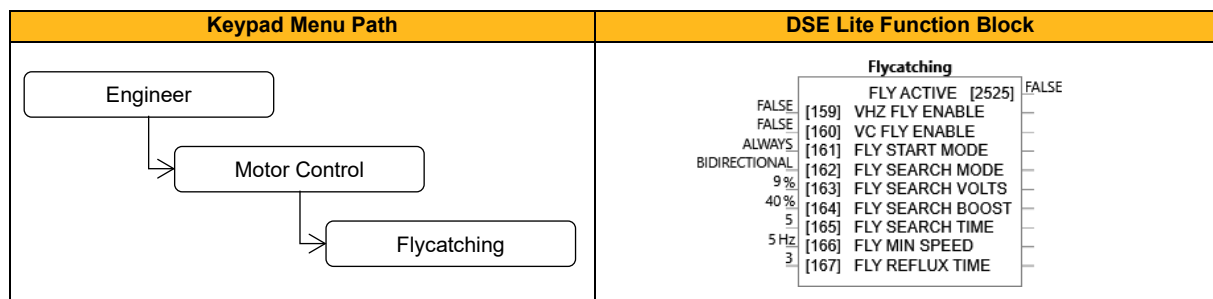 Keypad Menu Path
DSE Lite Function Block
Engineer
Motor Control
Flycatching
Flycatching
FLY ACTIVE [2525] FALSE
FALSE [159] VHZ FLY ENABLE
FALSE [160] VC FLY ENABLE
ALWAYS [161] FLY START MODE
BIDIRECTIONAL [162] FLY SEARCH MODE
9 % [163] FLY SEARCH VOLTS
40 % [164] FLY SEARCH BOOST
5 [165] FLY SEARCH TIME
5 Hz [166] FLY MIN SPEED
3 [167] FLY REFLUX TIME